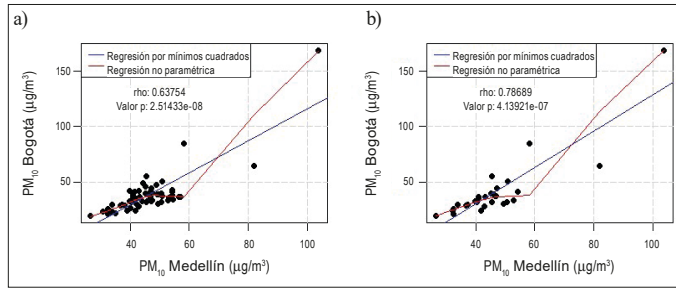 a)
Regresión por mínimos cuadrados
Regresión no paramétrica
rho: 0.63754
Valor p: 2.51433e-08
150
100
50
PM10 Bogotá (µg/m³)
40
60
80
100
PM10 Medellín (µg/m³)
b)
Regresión por mínimos cuadrados
Regresión no paramétrica
rho: 0.78689
Valor p: 4.13921e-07
150
100
50
PM10 Bogotá (µg/m³)
40
60
80
100
PM10 Medellín (µg/m³)